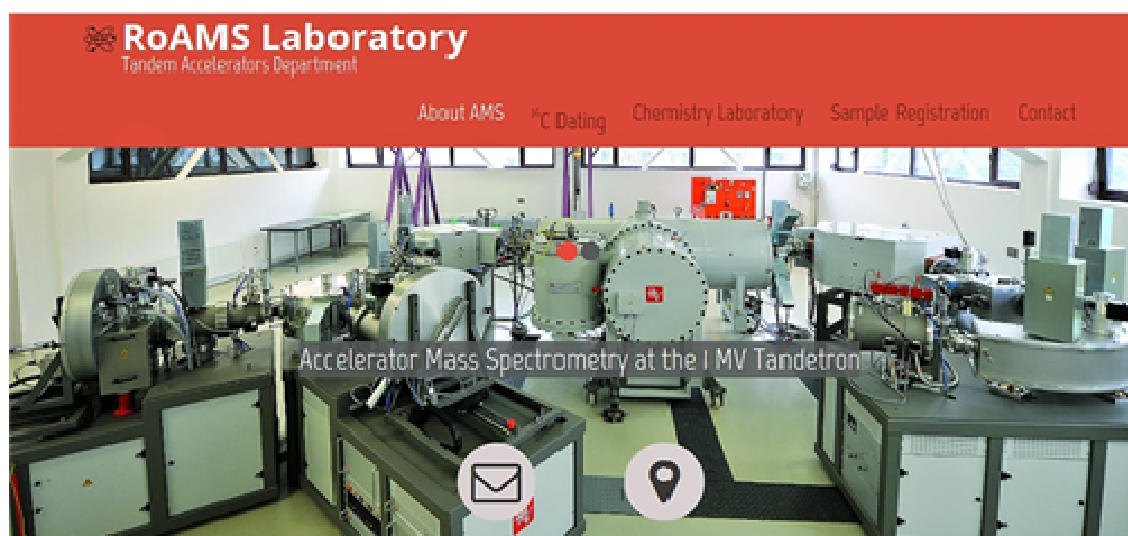 RoAMS Laboratory
Tandem Accelerators Department
About AMS ¹⁴C Dating Chemistry Laboratory Sample Registration Contact
Accelerator Mass Spectrometry at the 1 MV Tandetron